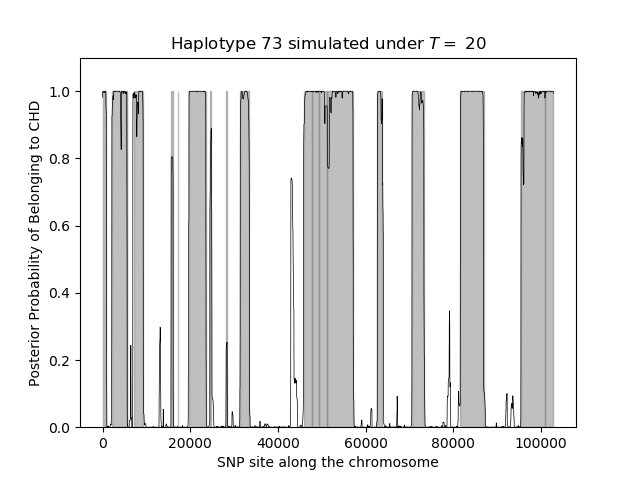 Haplotype 73 simulated under T = 20
Posterior Probability of Belonging to CHD
1.0
0.8
0.6
0.4
0.2
0.0
0 20000 40000 60000 80000 100000
SNP site along the chromosome